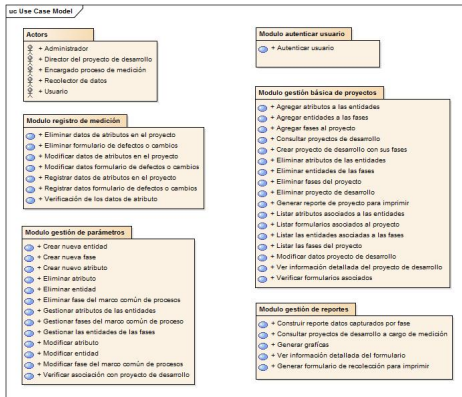 uc Use Case Model
Actors
+ Administrador
+ Director del proyecto de desarrollo
+ Encargado proceso de medición
+ Recolector de datos
+ Usuario
Modulo autenticar usuario
+ Autenticar usuario
Modulo registro de medición
+ Eliminar datos de atributos en el proyecto
+ Eliminar formulario de defectos o cambios
+ Modificar datos de atributos en el proyecto
+ Modificar datos formulario de defectos o cambios
+ Registrar datos de atributos en el proyecto
+ Registrar datos formulario de defectos o cambios
+ Verificación de los datos de atributo
Modulo gestión básica de proyectos
+ Agregar atributos a las entidades
+ Agregar entidades a las fases
+ Agregar fases al proyecto
+ Consultar proyectos de desarrollo
+ Crear proyecto de desarrollo con sus fases
+ Eliminar atributos de las entidades
+ Eliminar entidades de las fases
+ Eliminar fases del proyecto
+ Eliminar proyecto de desarrollo
+ Generar reporte de proyecto para imprimir
+ Listar atributos asociados a las entidades
+ Listar formularios asociados al proyecto
+ Listar las entidades asociadas a las fases
+ Listar las fases del proyecto
+ Modificar datos proyecto de desarrollo
+ Ver información detallada del proyecto de desarrollo
+ Verificar formularios asociados
Modulo gestión de parámetros
+ Crear nueva entidad
+ Crear nueva fase
+ Crear nuevo atributo
+ Eliminar atributo
+ Eliminar entidad
+ Eliminar fase del marco común de procesos
+ Gestionar atributos de las entidades
+ Gestionar fases del marco común de proceso
+ Gestionar las entidades de las fases
+ Modificar atributo
+ Modificar entidad
+ Modificar fase del marco común de procesos
+ Verificar asociación con proyecto de desarrollo
Modulo gestión de reportes
+ Construir reporte datos capturados por fase
+ Consultar proyectos de desarrollo a cargo de medición
+ Generar graficas
+ Ver información detallada del formulario
+ Generar formulario de recolección para imprimir